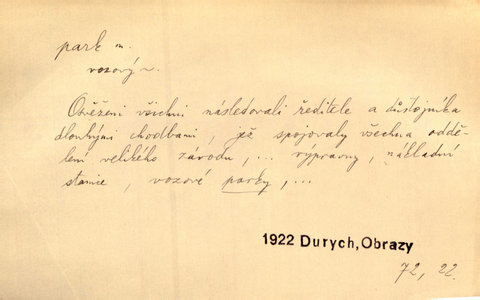 park m.
vozový ~.
Osvěženi všichni následovali ředitele a důstojníka
dlouhými chodbami, jež spojovaly všechna oddě-
lení velikého závodu, ... výpravny, nákladní
stanice, vozové parky, ...
1922 Durych, Obrazy
72, 22.